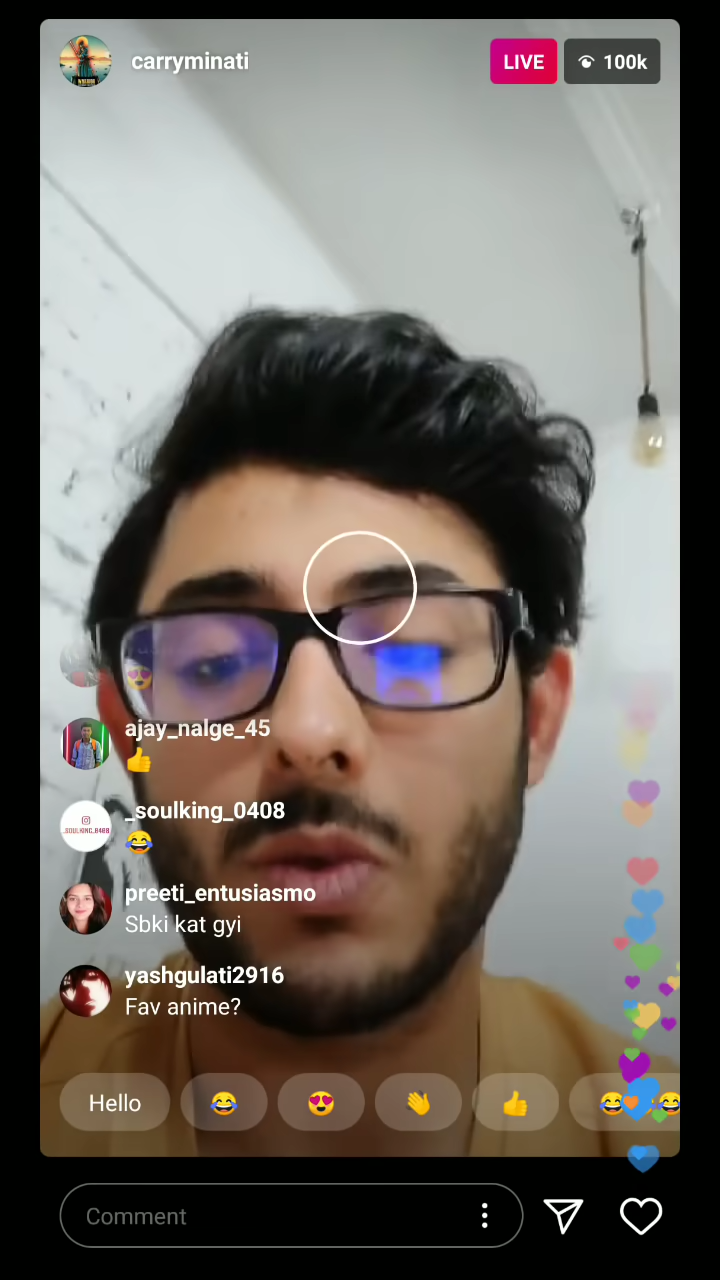 carryminati
LIVE
100k
ajay_nalge_45
👍
_soulking_0408
😂
preeti_entusiasmo
Sbki kat gyi
yashgulati2916
Fav anime?
Hello 😂 😍 👋 👍 😂 😂
Comment